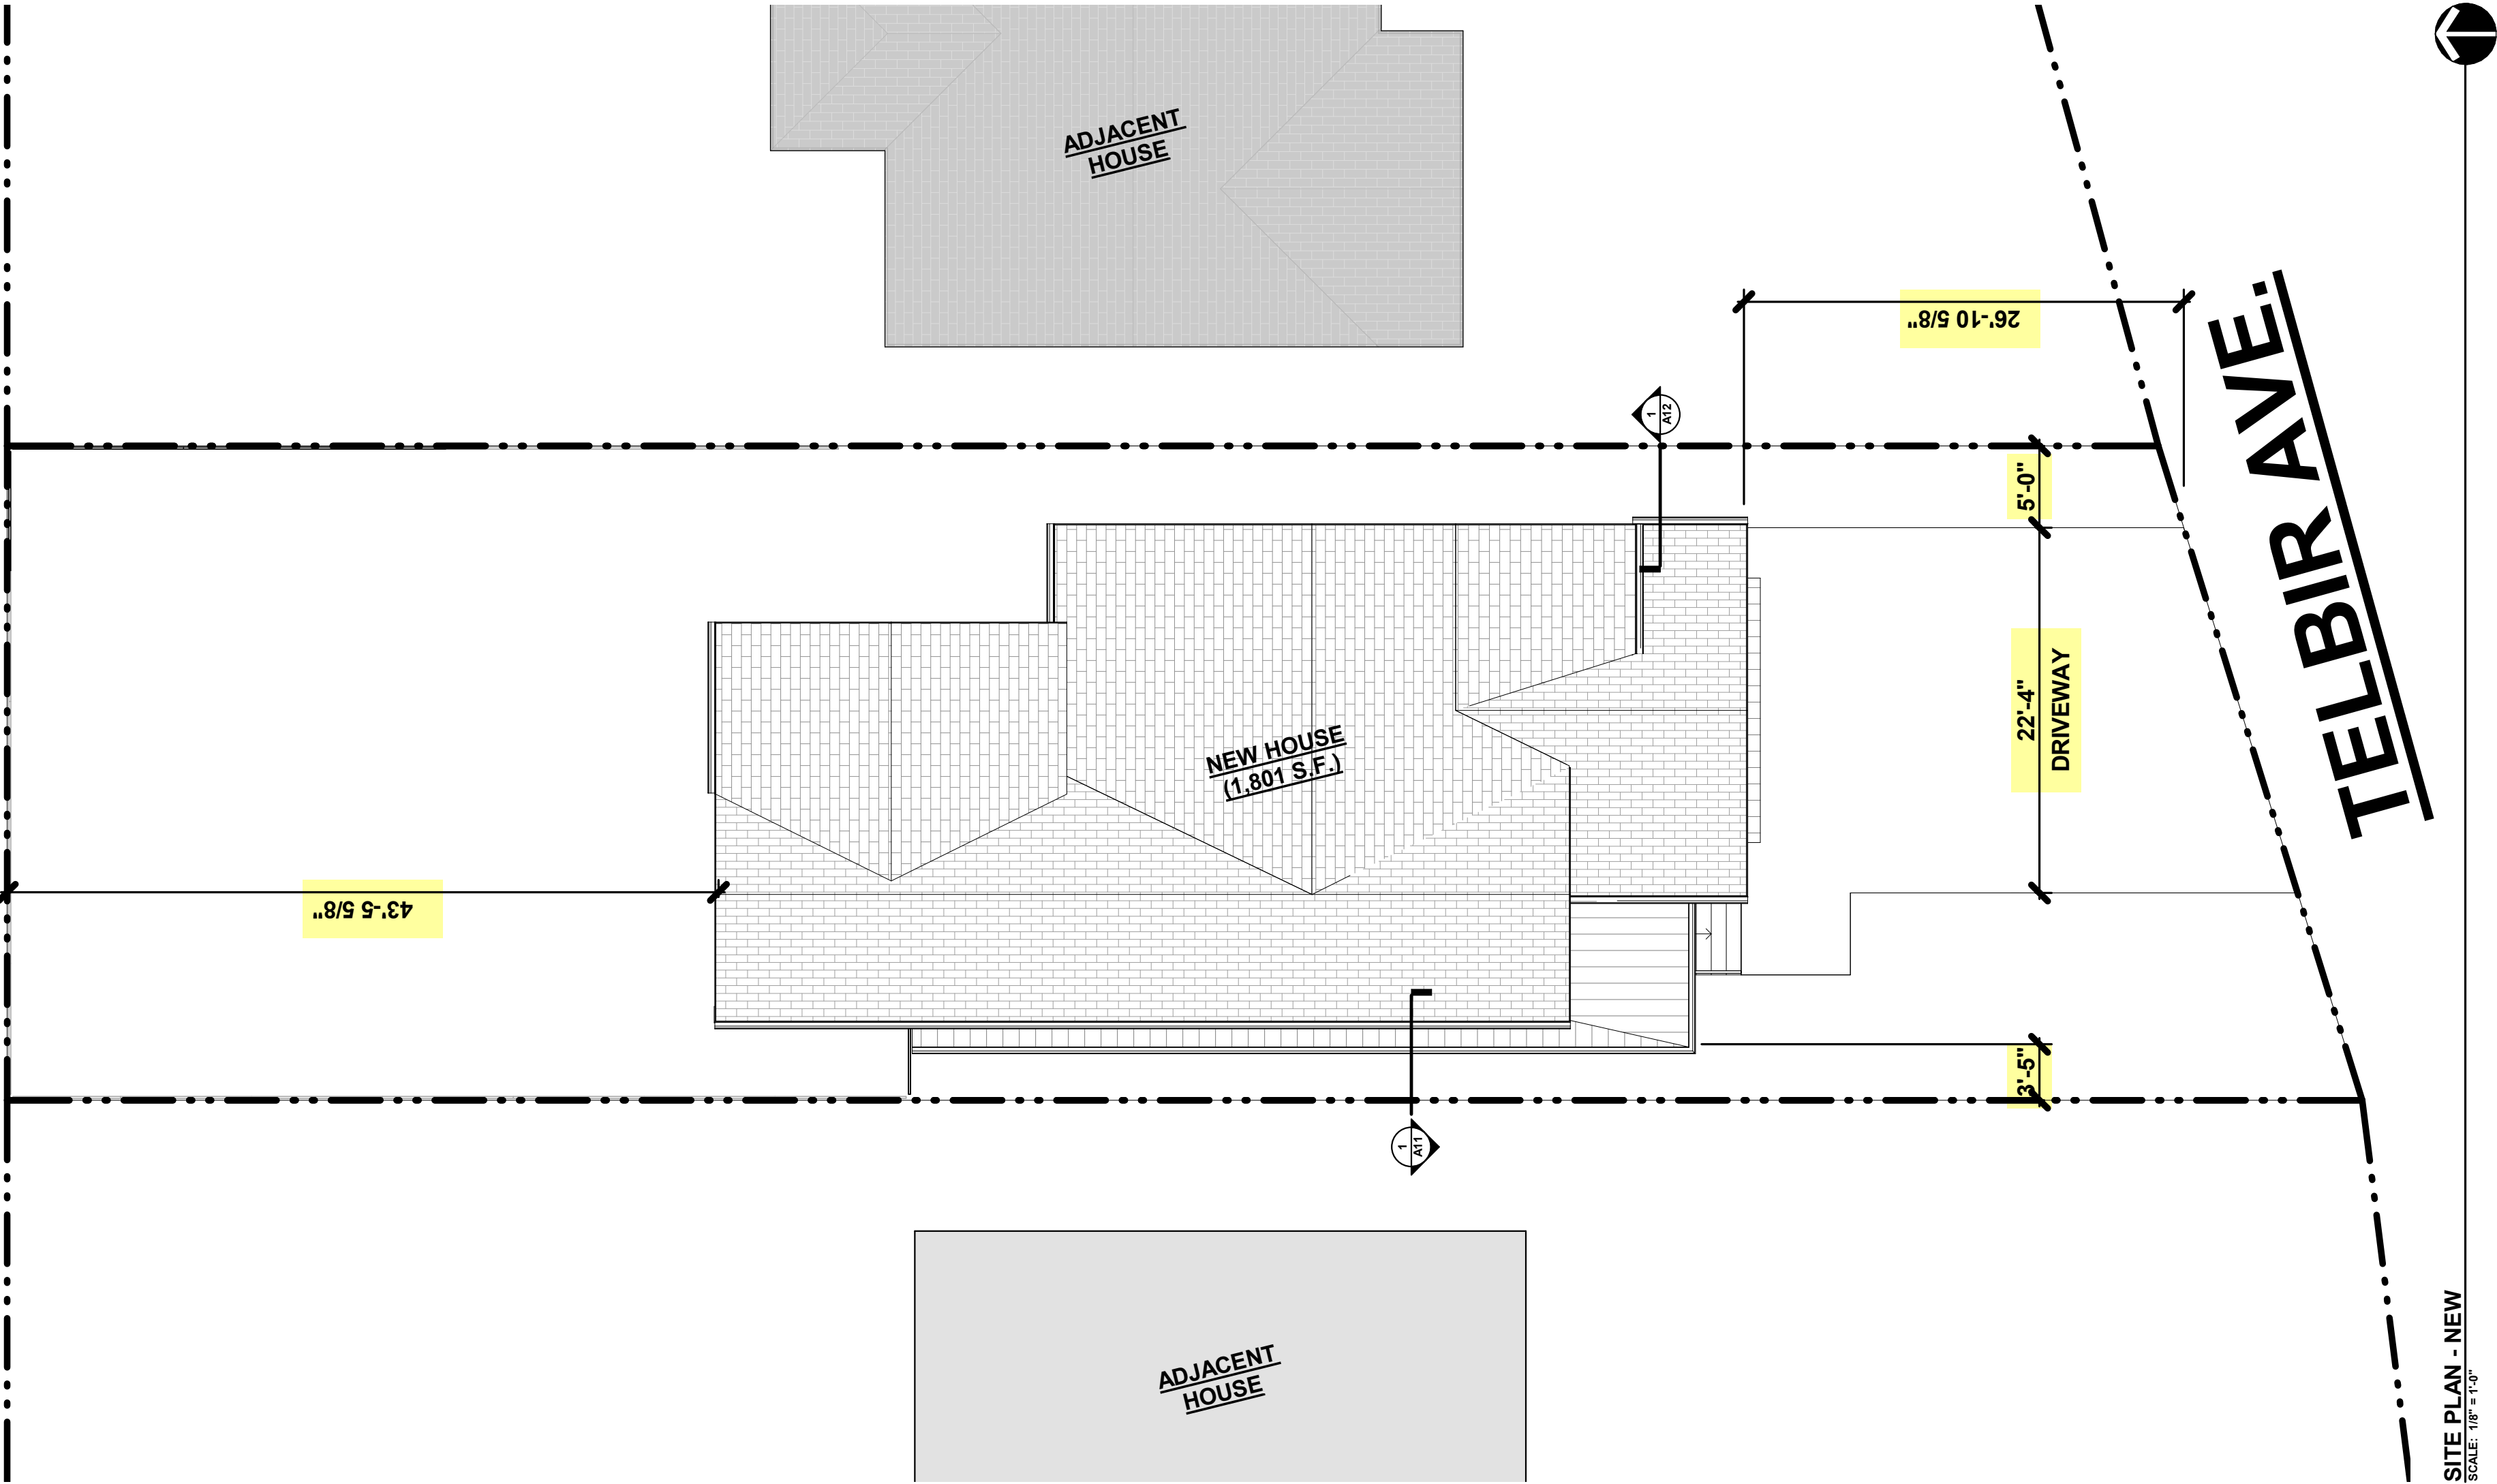 ADJACENT
HOUSE
26'-10 5/8"
TELBIR AVE.
1
A12
5'-0"
NEW HOUSE
(1,801 S.F.)
22'-4"
DRIVEWAY
43'-5 5/8"
3'-5"
1
A11
ADJACENT
HOUSE
SITE PLAN - NEW
SCALE: 1/8" = 1'-0"